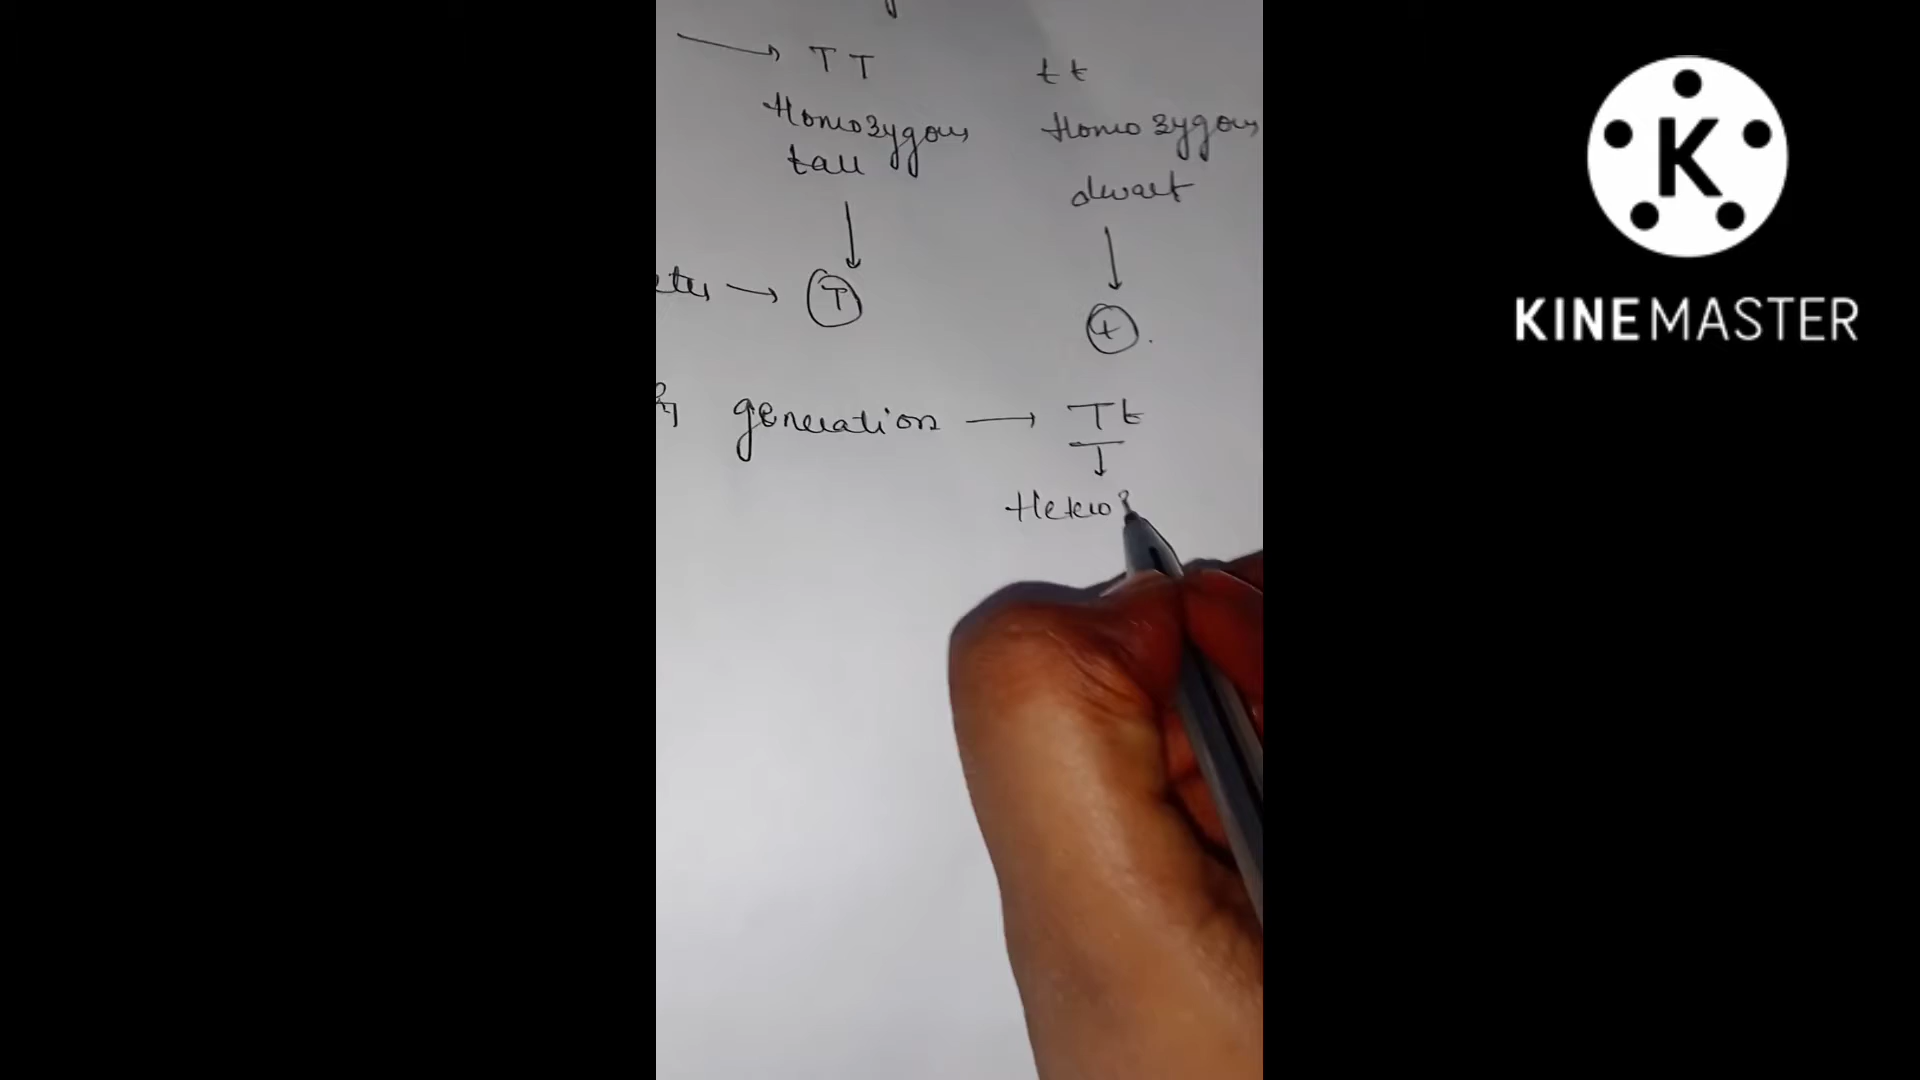 TT tt
Homozygous Homozygous
tall dwarf
T t
generation → Tt
Hetero
K
KINEMASTER